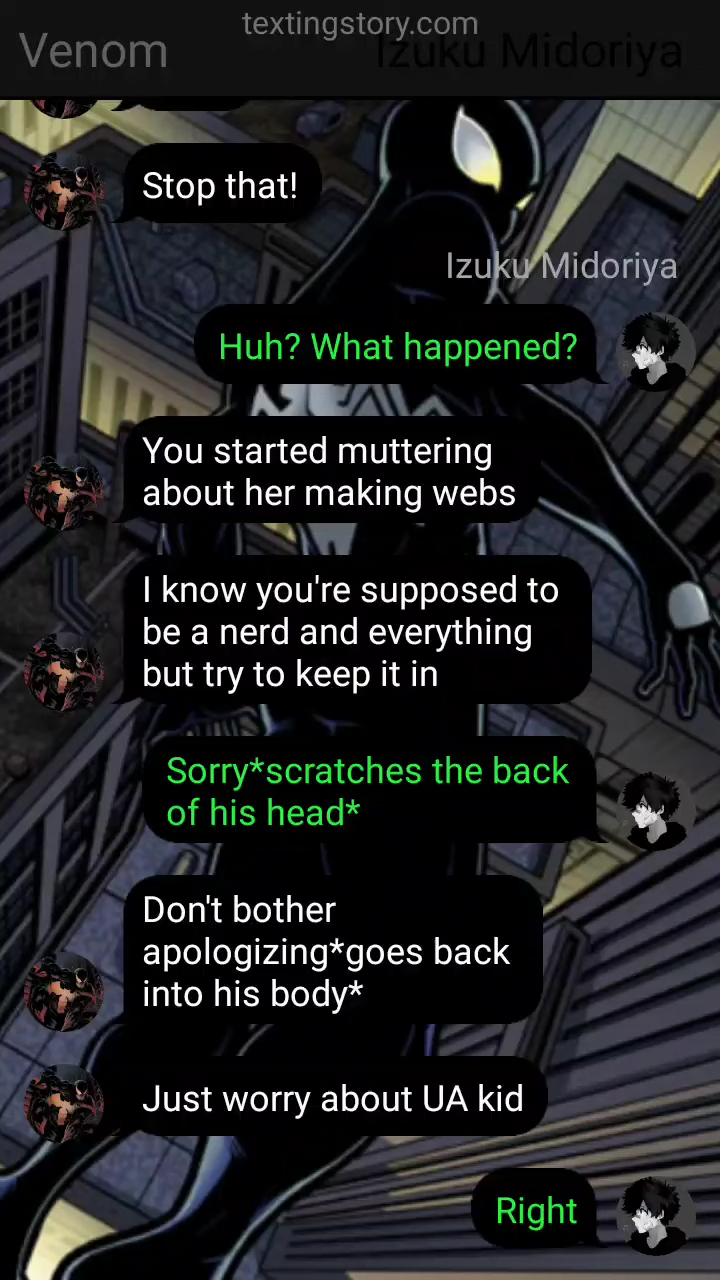 textingstory.com
Venom
Izuku Midoriya
Stop that!
Izuku Midoriya
Huh? What happened?
You started muttering
about her making webs
I know you're supposed to
be a nerd and everything
but try to keep it in
Sorry*scratches the back
of his head*
Don't bother
apologizing*goes back
into his body*
Just worry about UA kid
Right